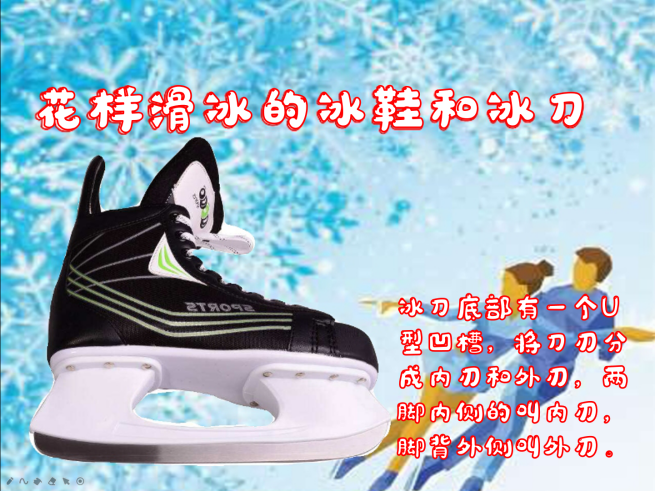 花样滑冰的冰鞋和冰刀
SPORTS
冰刀底部有一个U
型凹槽，将刀刃分
成内刃和外刃，两
脚内侧的叫内刃，
脚背外侧叫外刃。